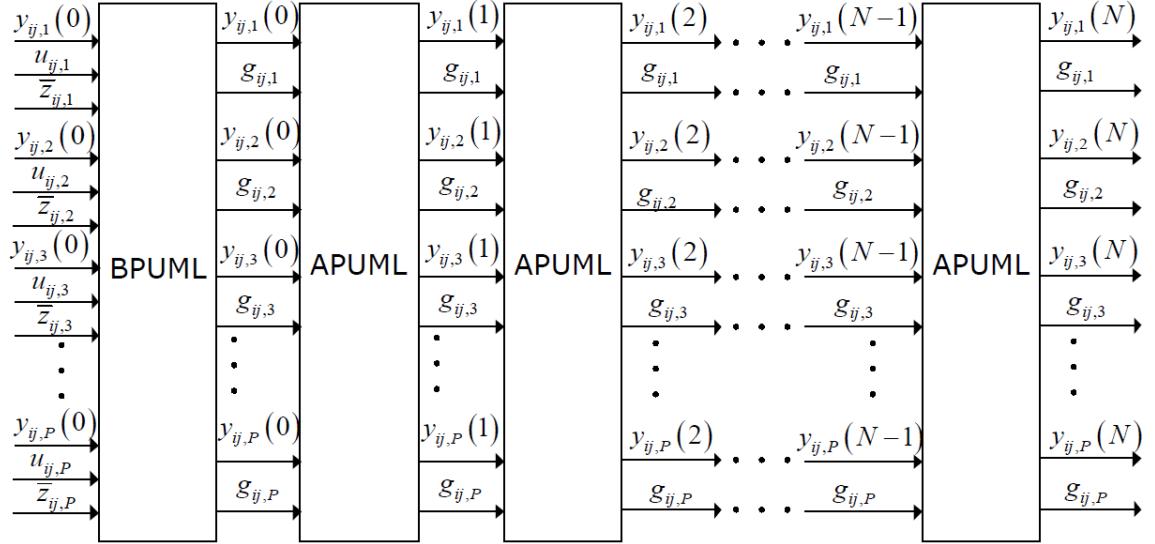 y_{ij,1}(0) y_{ij,1}(0) y_{ij,1}(1) y_{ij,1}(2) • • • y_{ij,1}(N−1) y_{ij,1}(N)
u_{ij,1} g_{ij,1} g_{ij,1} g_{ij,1} • • • g_{ij,1} g_{ij,1}
z̅_{ij,1}
y_{ij,2}(0) y_{ij,2}(0) y_{ij,2}(1) y_{ij,2}(2) • • • y_{ij,2}(N−1) y_{ij,2}(N)
u_{ij,2} g_{ij,2} g_{ij,2} g_{ij,2} • • • g_{ij,2} g_{ij,2}
z̅_{ij,2}
y_{ij,3}(0) BPUML y_{ij,3}(0) APUML y_{ij,3}(1) APUML y_{ij,3}(2) • • • y_{ij,3}(N−1) APUML y_{ij,3}(N)
u_{ij,3} g_{ij,3} g_{ij,3} g_{ij,3} • • • g_{ij,3} g_{ij,3}
z̅_{ij,3}
y_{ij,P}(0) y_{ij,P}(0) y_{ij,P}(1) y_{ij,P}(2) • • • y_{ij,P}(N−1) y_{ij,P}(N)
u_{ij,P} g_{ij,P} g_{ij,P} g_{ij,P} • • • g_{ij,P} g_{ij,P}
z̅_{ij,P}